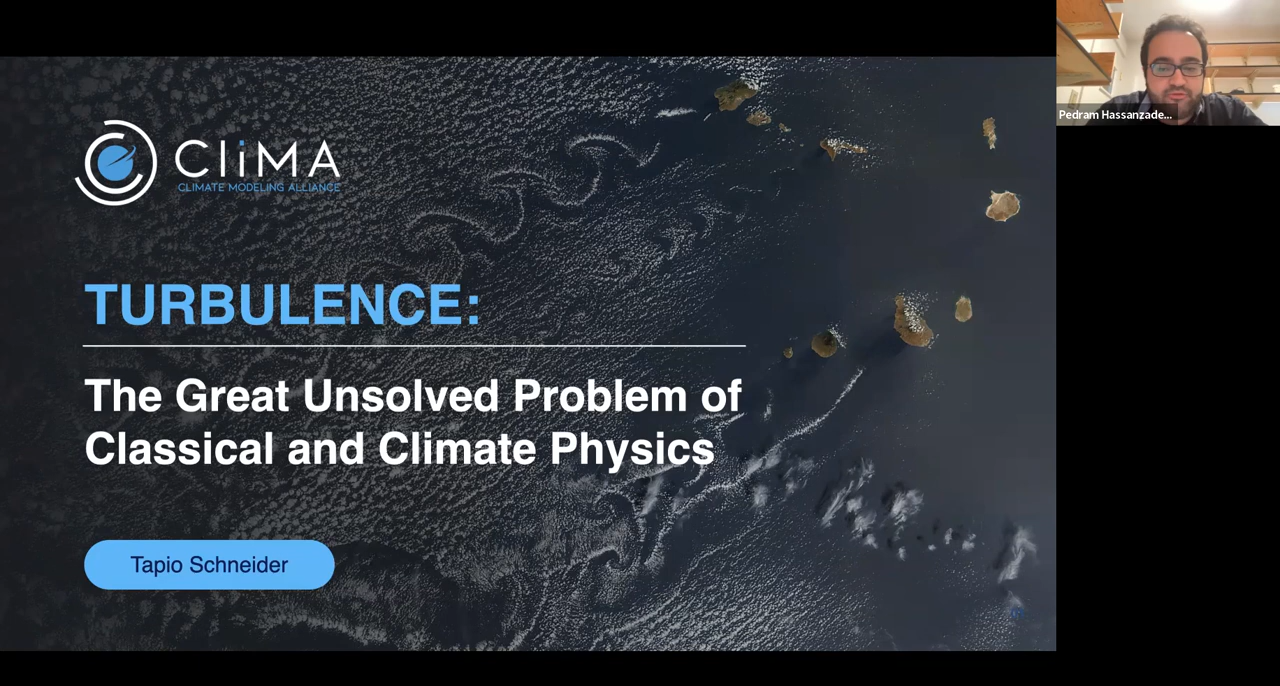 CliMA
CLIMATE MODELING ALLIANCE
TURBULENCE:
The Great Unsolved Problem of
Classical and Climate Physics
Tapio Schneider
Pedram Hassanzade...